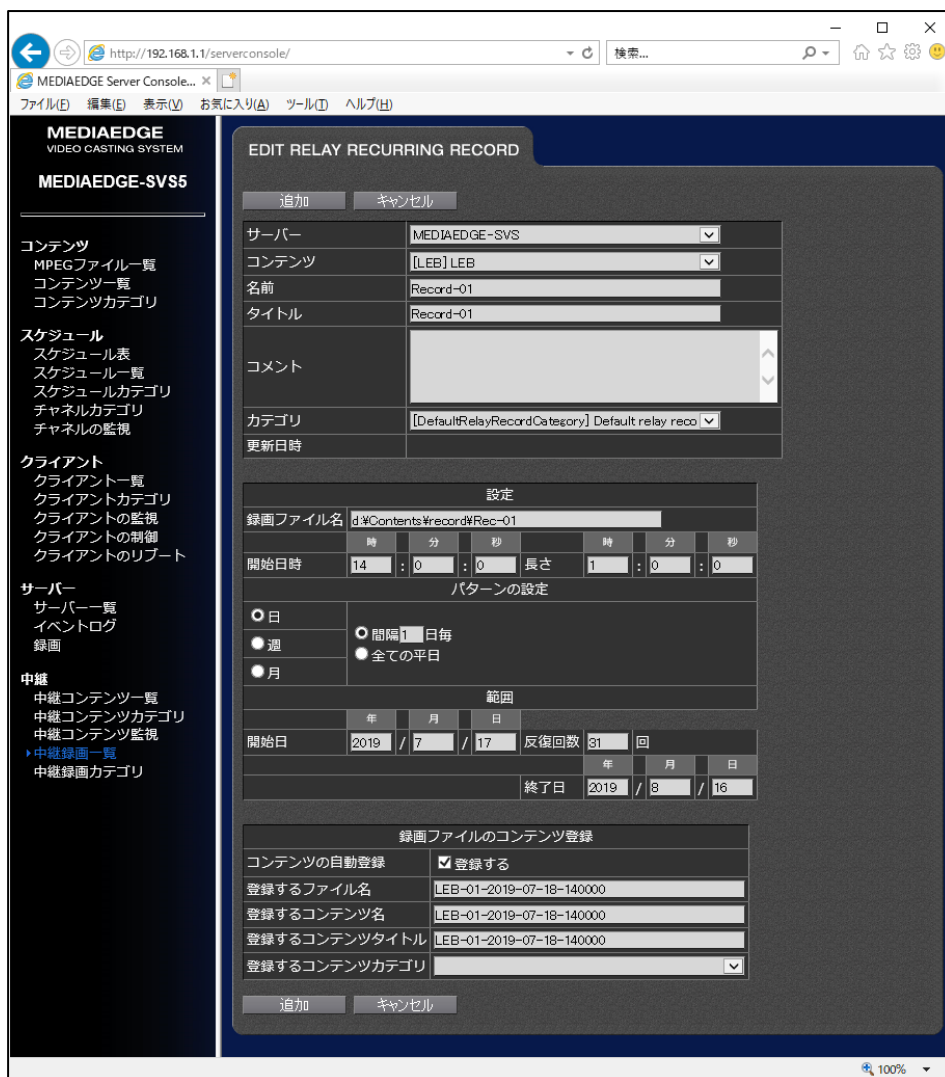 http://192.168.1.1/serverconsole/
検索...
MEDIAEDGE Server Console...
ファイル(F) 編集(E) 表示(V) お気に入り(A) ツール(T) ヘルプ(H)
MEDIAEDGE
VIDEO CASTING SYSTEM
MEDIAEDGE-SVS5
コンテンツ
MPEGファイル一覧
コンテンツ一覧
コンテンツカテゴリ
スケジュール
スケジュール表
スケジュール一覧
スケジュールカテゴリ
チャネルカテゴリ
チャネルの監視
クライアント
クライアント一覧
クライアントカテゴリ
クライアントの監視
クライアントの制御
クライアントのリブート
サーバー
サーバー一覧
イベントログ
録画
中継
中継コンテンツ一覧
中継コンテンツカテゴリ
中継コンテンツ監視
中継録画一覧
中継録画カテゴリ
EDIT RELAY RECURRING RECORD
追加 キャンセル
サーバー MEDIAEDGE-SVS
コンテンツ [LEB] LEB
名前 Record-01
タイトル Record-01
コメント
カテゴリ [DefaultRelayRecordCategory] Default relay reco
更新日時
設定
録画ファイル名 d:¥Contents¥record¥Rec-01
時 分 秒 時 分 秒
開始日時 14 : 0 : 0 長さ 1 : 0 : 0
パターンの設定
日
週
月
間隔 1 日毎
全ての平日
範囲
年 月 日
開始日 2019 / 7 / 17 反復回数 31 回
年 月 日
終了日 2019 / 8 / 16
録画ファイルのコンテンツ登録
コンテンツの自動登録 登録する
登録するファイル名 LEB-01-2019-07-18-140000
登録するコンテンツ名 LEB-01-2019-07-18-140000
登録するコンテンツタイトル LEB-01-2019-07-18-140000
登録するコンテンツカテゴリ
追加 キャンセル
100%